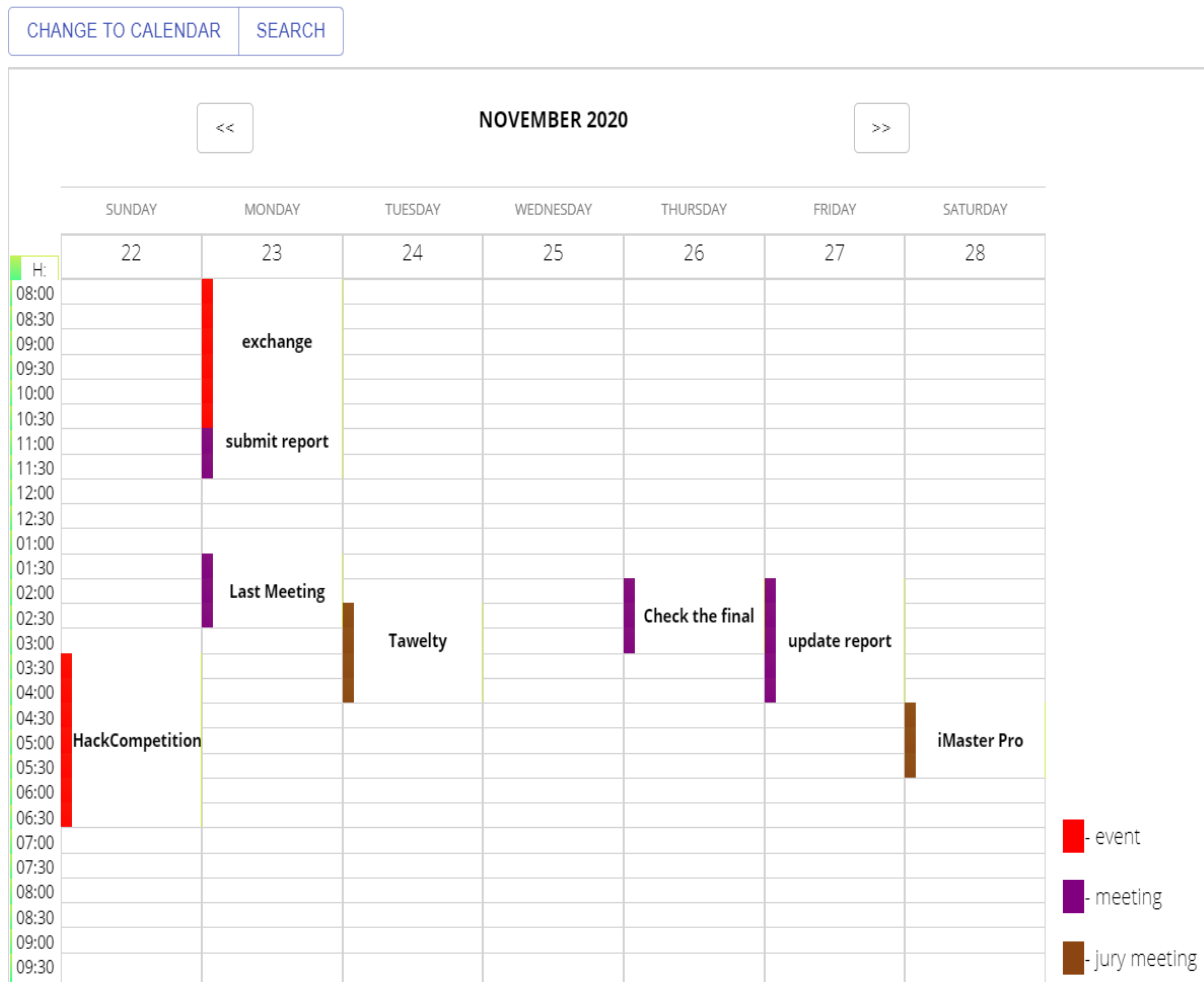 CHANGE TO CALENDAR SEARCH
<< NOVEMBER 2020 >>
SUNDAY MONDAY TUESDAY WEDNESDAY THURSDAY FRIDAY SATURDAY
22 23 24 25 26 27 28
H:
08:00
08:30
09:00 exchange
09:30
10:00
10:30
11:00 submit report
11:30
12:00
12:30
01:00
01:30
02:00 Last Meeting
02:30 Check the final
03:00 Tawelty update report
03:30
04:00
04:30
05:00 HackCompetition iMaster Pro
05:30
06:00
06:30
07:00 - event
07:30
08:00 - meeting
08:30
09:00
09:30 - jury meeting